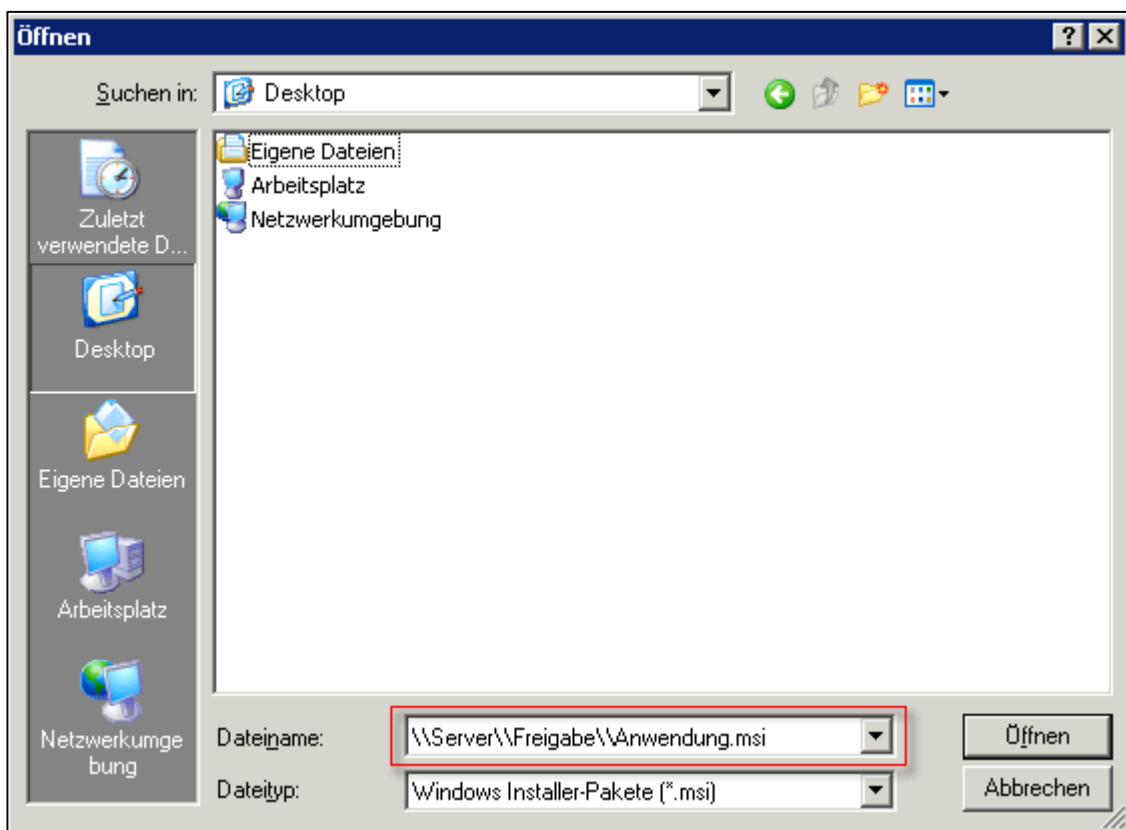 Öffnen
Suchen in:
Desktop
Zuletzt
verwendete D...
Desktop
Eigene Dateien
Arbeitsplatz
Netzwerkumge
bung
Eigene Dateien
Arbeitsplatz
Netzwerkumgebung
Dateiname:
\\Server\\Freigabe\\Anwendung.msi
Öffnen
Dateityp:
Windows Installer-Pakete (*.msi)
Abbrechen